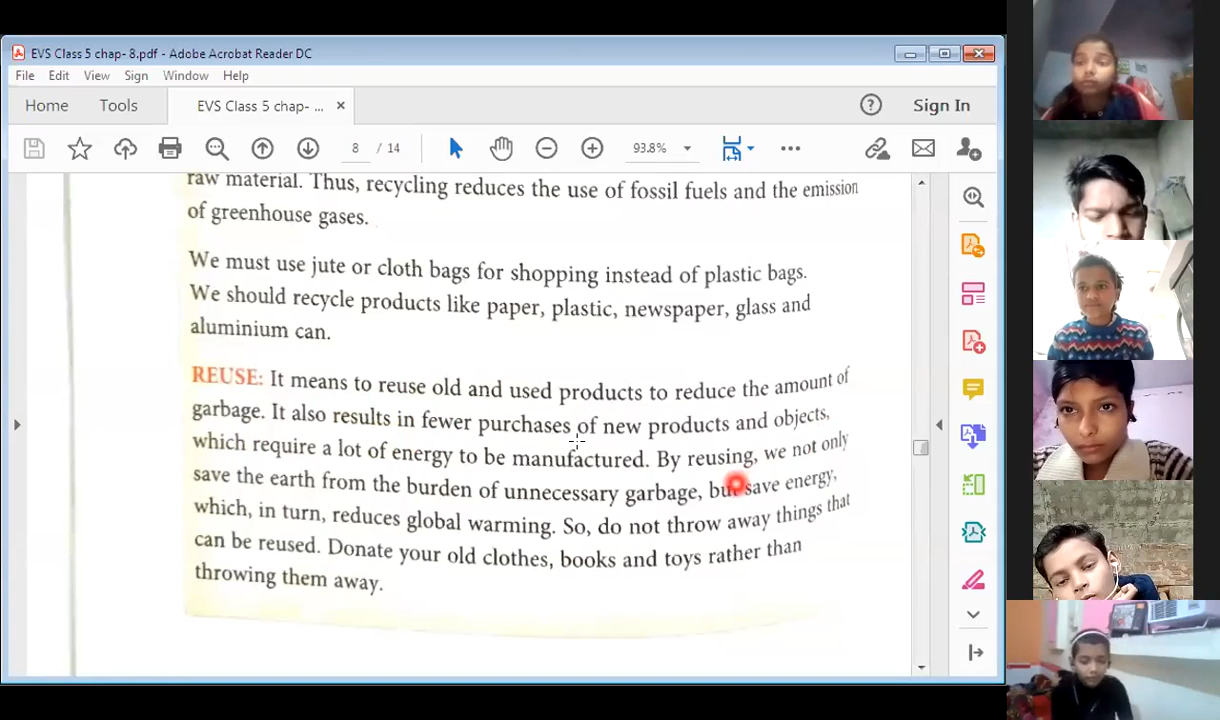 EVS Class 5 chap- 8.pdf - Adobe Acrobat Reader DC
File Edit View Sign Window Help
Home Tools EVS Class 5 chap- ... × ? Sign In
8 / 14 93.8%
raw material. Thus, recycling reduces the use of fossil fuels and the emission
of greenhouse gases.
We must use jute or cloth bags for shopping instead of plastic bags.
We should recycle products like paper, plastic, newspaper, glass and
aluminium can.
REUSE: It means to reuse old and used products to reduce the amount of
garbage. It also results in fewer purchases of new products and objects,
which require a lot of energy to be manufactured. By reusing, we not only
save the earth from the burden of unnecessary garbage, but save energy,
which, in turn, reduces global warming. So, do not throw away things that
can be reused. Donate your old clothes, books and toys rather than
throwing them away.